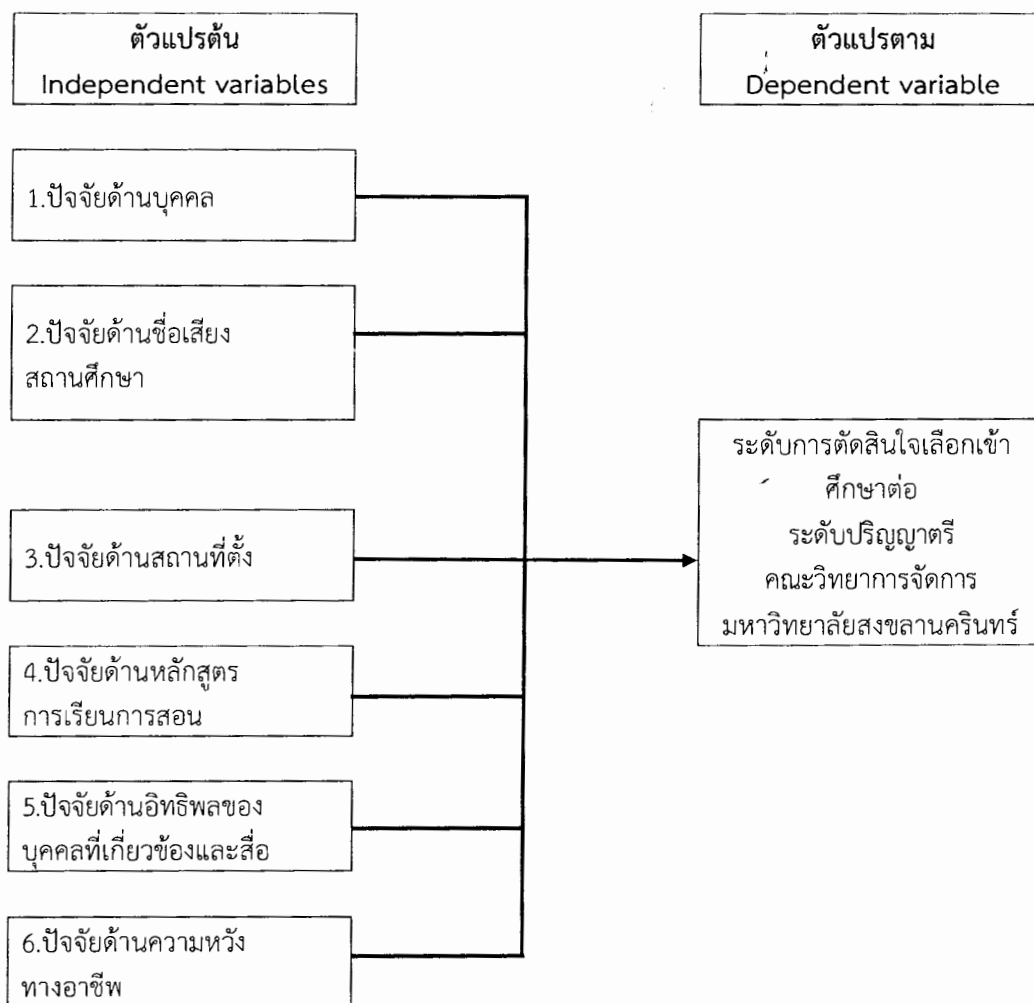 ตัวแปรต้น
Independent variables
ตัวแปรตาม
Dependent variable
1.ปัจจัยด้านบุคคล
2.ปัจจัยด้านชื่อเสียง
สถานศึกษา
3.ปัจจัยด้านสถานที่ตั้ง
4.ปัจจัยด้านหลักสูตร
การเรียนการสอน
5.ปัจจัยด้านอิทธิพลของ
บุคคลที่เกี่ยวข้องและสื่อ
6.ปัจจัยด้านความหวัง
ทางอาชีพ
ระดับการตัดสินใจเลือกเข้า
ศึกษาต่อ
ระดับปริญญาตรี
คณะวิทยาการจัดการ
มหาวิทยาลัยสงขลานครินทร์